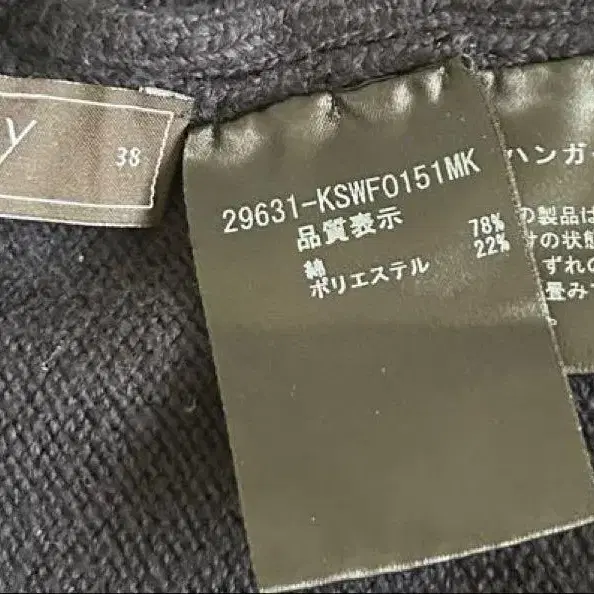 y
38
29631-KSWF0151MK
品質表示
綿 78%
ポリエステル 22%
ハンガ
の製品は
けの状態
ずれの
畳み